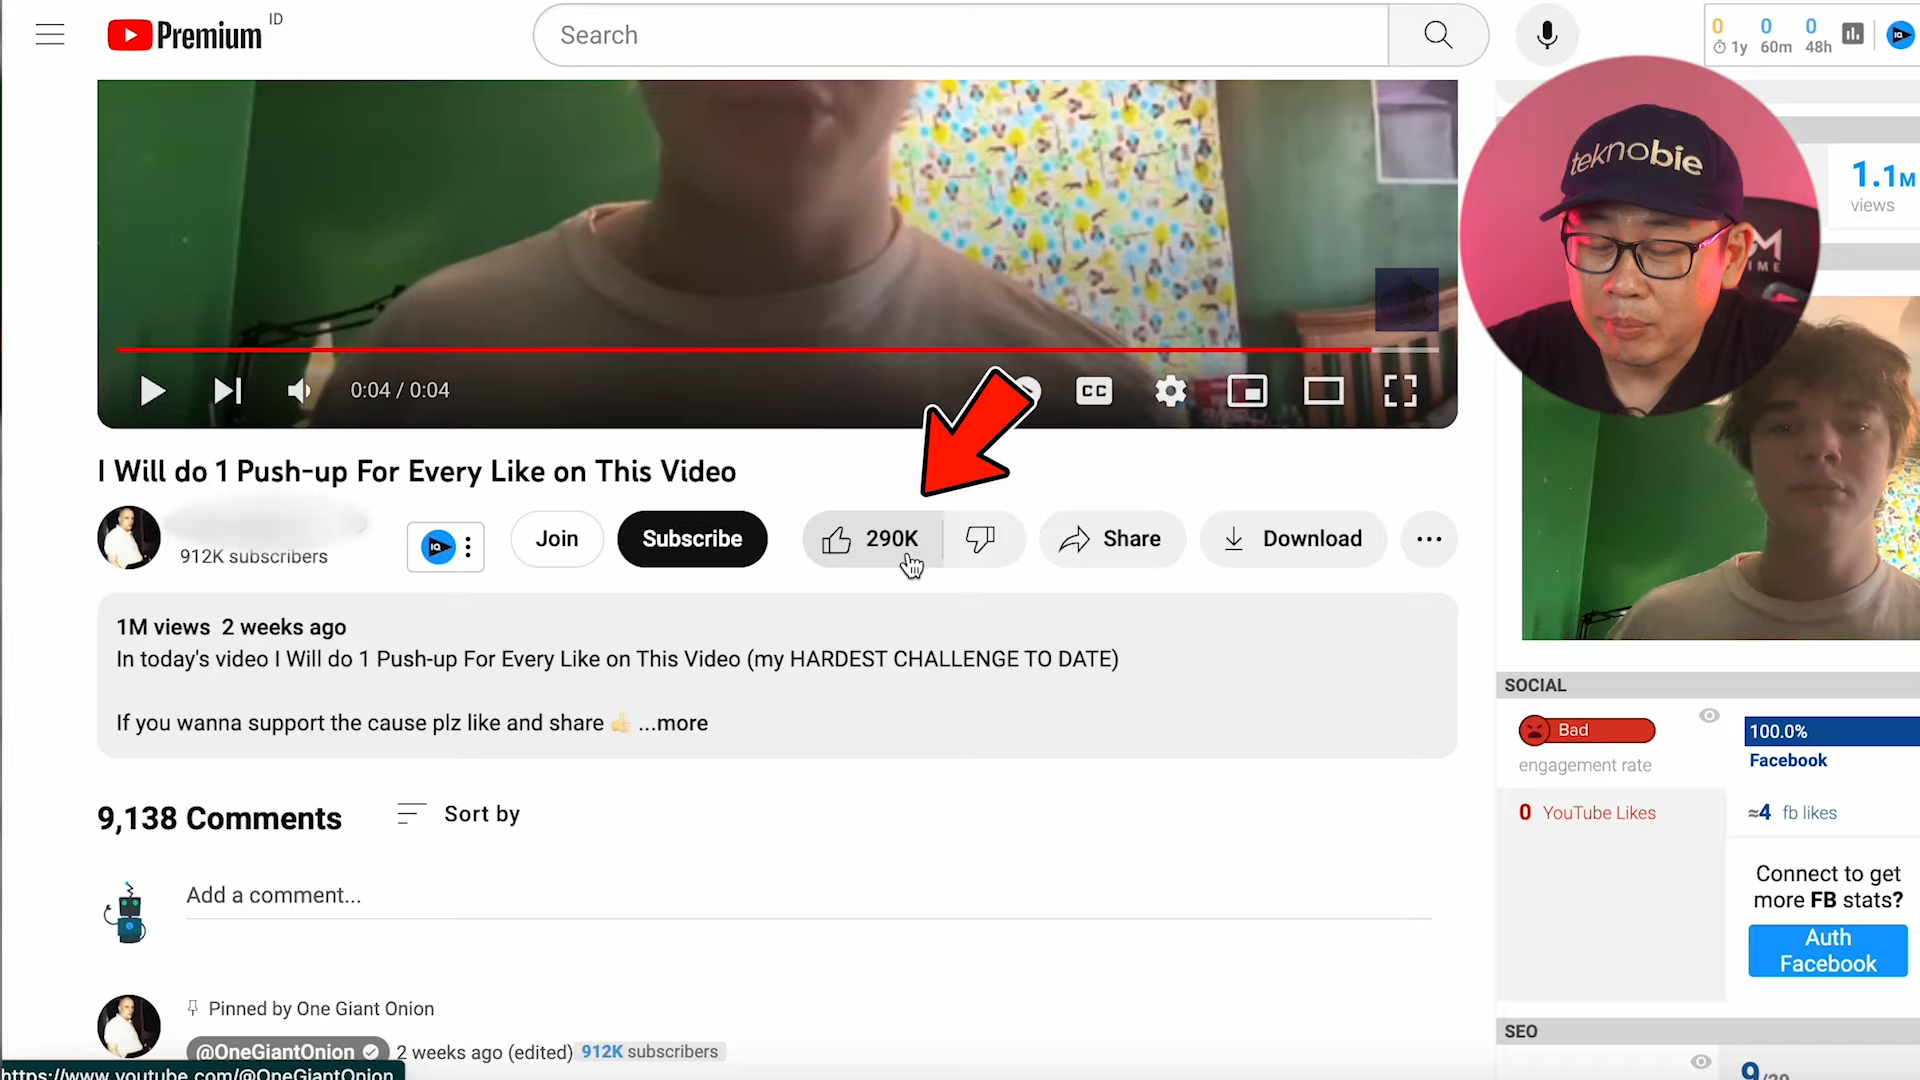 Premium ID
Search
0 0 0
1y 60m 48h
IQ
teknobie
1.1M
views
0:04 / 0:04
CC
I Will do 1 Push-up For Every Like on This Video
912K subscribers
IQ
Join
Subscribe
290K
Share
Download
1M views 2 weeks ago
In today's video I Will do 1 Push-up For Every Like on This Video (my HARDEST CHALLENGE TO DATE)
If you wanna support the cause plz like and share 👍🏻 ...more
SOCIAL
Bad
engagement rate
100.0%
Facebook
0 YouTube Likes
≈4 fb likes
Connect to get
more FB stats?
Auth
Facebook
9,138 Comments
Sort by
Add a comment...
Pinned by One Giant Onion
@OneGiantOnion 2 weeks ago (edited) 912K subscribers
https://www.youtube.com/@OneGiantOnion
SEO